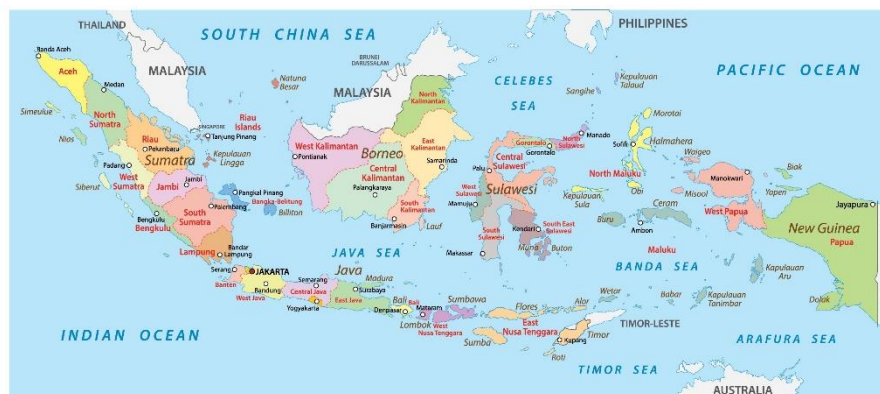 THAILAND
SOUTH CHINA SEA
PHILIPPINES
Banda Aceh
Aceh
MALAYSIA
BRUNEI
DARUSSALAM
MALAYSIA
Natuna
Besar
CELEBES
SEA
Kepulauan
Talaud
Sangihe
PACIFIC OCEAN
Medan
Simeulue
North
Sumatra
Nias
SINGAPORE
Tanjung Pinang
Riau
Islands
North
Kalimantan
Morotai
Halmahera
Riau
Pekanbaru
Sumatra
Kepulauan
Lingga
West Kalimantan
Pontianak
Borneo
East
Kalimantan
Samarinda
Gorontalo
Gorontalo
North
Sulawesi
Manado
Sofifi
Waigeo
Biak
Padang
West
Sumatra
Siberut
Jambi
Jambi
Pangkal Pinang
Bangka-Belitung
Billiton
Central
Kalimantan
Palangkaraya
Palu
Central
Sulawesi
Sulawesi
North Maluku
Kepulauan
Sula
Obi
Misool
Manokwari
Yapen
South
Sumatra
Palembang
Bengkulu
Bengkulu
South
Kalimantan
Banjarmasin
Laut
West
Sulawesi
Mamuju
South
Sulawesi
Kendari
South East
Sulawesi
Muna
Buton
Buru
Ceram
Ambon
West Papua
Jayapura
New Guinea
Papua
Lampung
Bandar
Lampung
JAVA SEA
Makassar
Maluku
BANDA SEA
Kepulauan
Aru
Serang
Banten
JAKARTA
Bandung
West Java
Semarang
Central Java
Yogyakarta
Java
Madura
Surabaya
East Java
Bali
Bali
Denpasar
Mataram
Lombok
Sumbawa
West
Nusa Tenggara
Flores
Sumba
East
Nusa Tenggara
Alor
Wetar
Babar
Kepulauan
Tanimbar
Dolak
INDIAN OCEAN
Kupang
Timor
Roti
TIMOR-LESTE
TIMOR SEA
ARAFURA SEA
AUSTRALIA